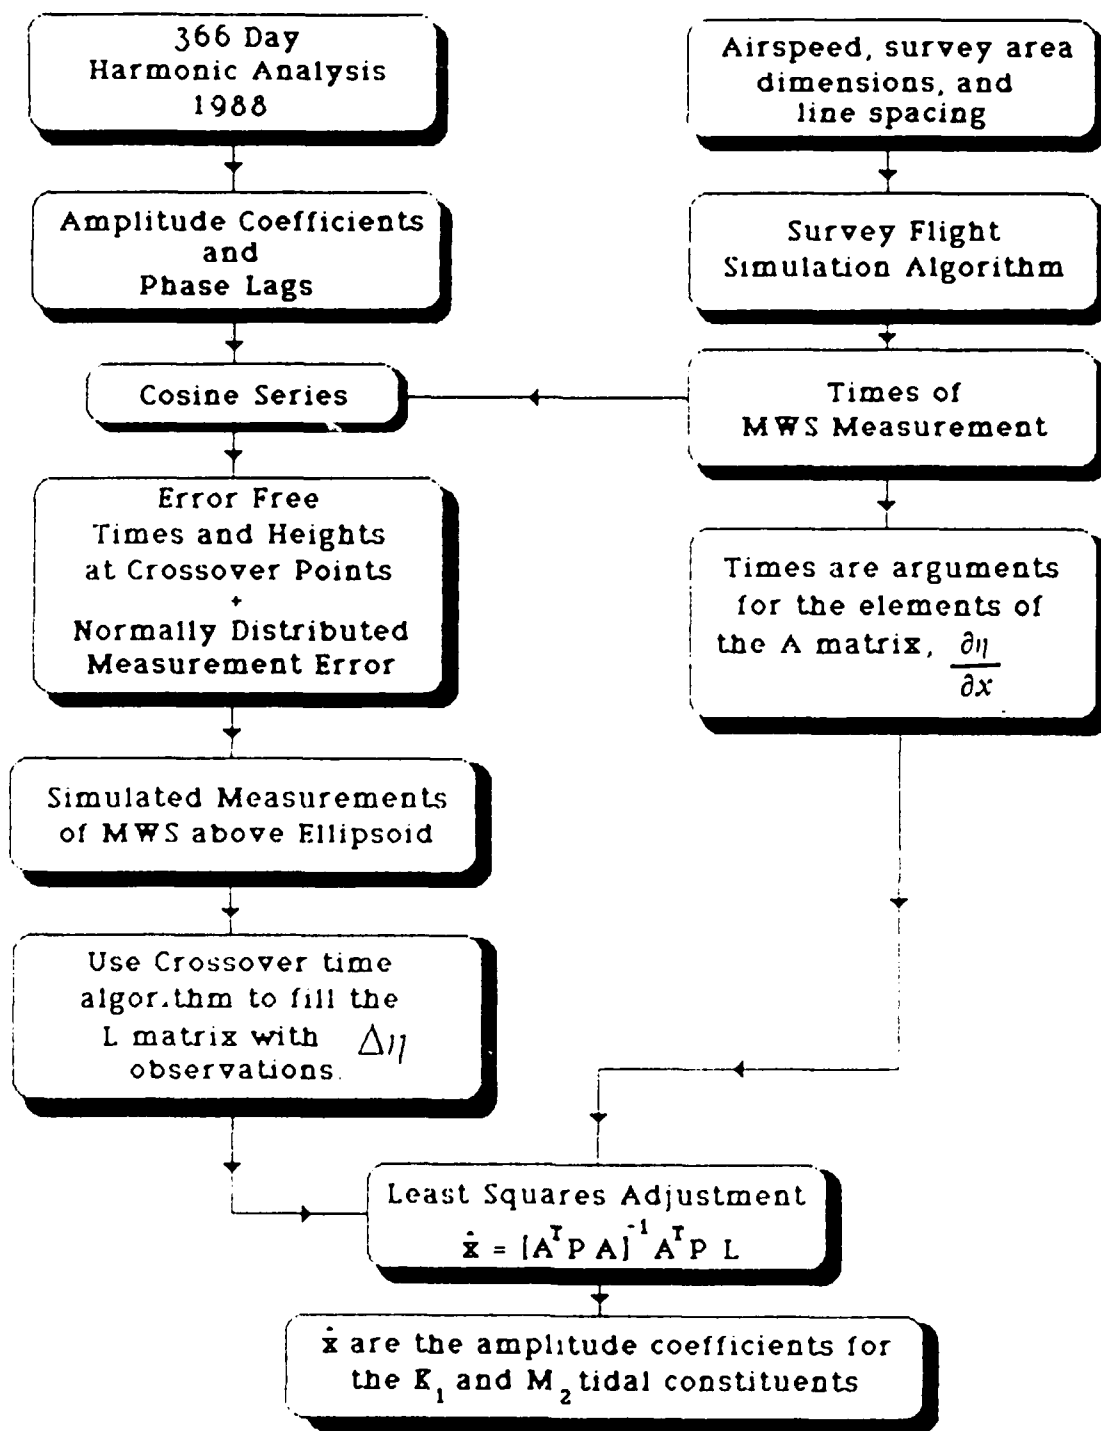 366 Day
Harmonic Analysis
1988
Airspeed, survey area
dimensions, and
line spacing
Amplitude Coefficients
and
Phase Lags
Survey Flight
Simulation Algorithm
Cosine Series
Times of
MWS Measurement
Error Free
Times and Heights
at Crossover Points
+
Normally Distributed
Measurement Error
Times are arguments
for the elements of
the A matrix, ∂η/∂x
Simulated Measurements
of MWS above Ellipsoid
Use Crossover time
algor.thm to fill the
L matrix with Δη
observations.
Least Squares Adjustment
ẋ = [AᵀP A]⁻¹ AᵀP L
ẋ are the amplitude coefficients for
the K₁ and M₂ tidal constituents